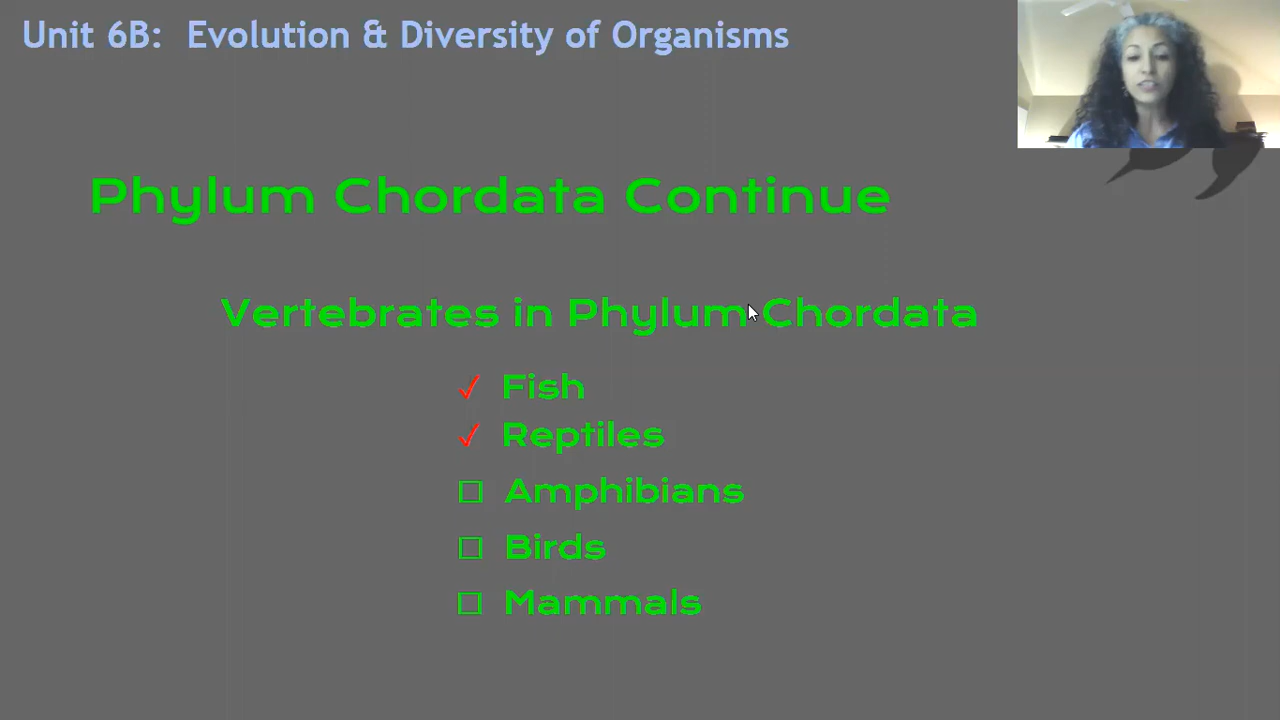 Unit 6B: Evolution & Diversity of Organisms
Phylum Chordata Continue
Vertebrates in Phylum Chordata
✓ Fish
✓ Reptiles
☐ Amphibians
☐ Birds
☐ Mammals